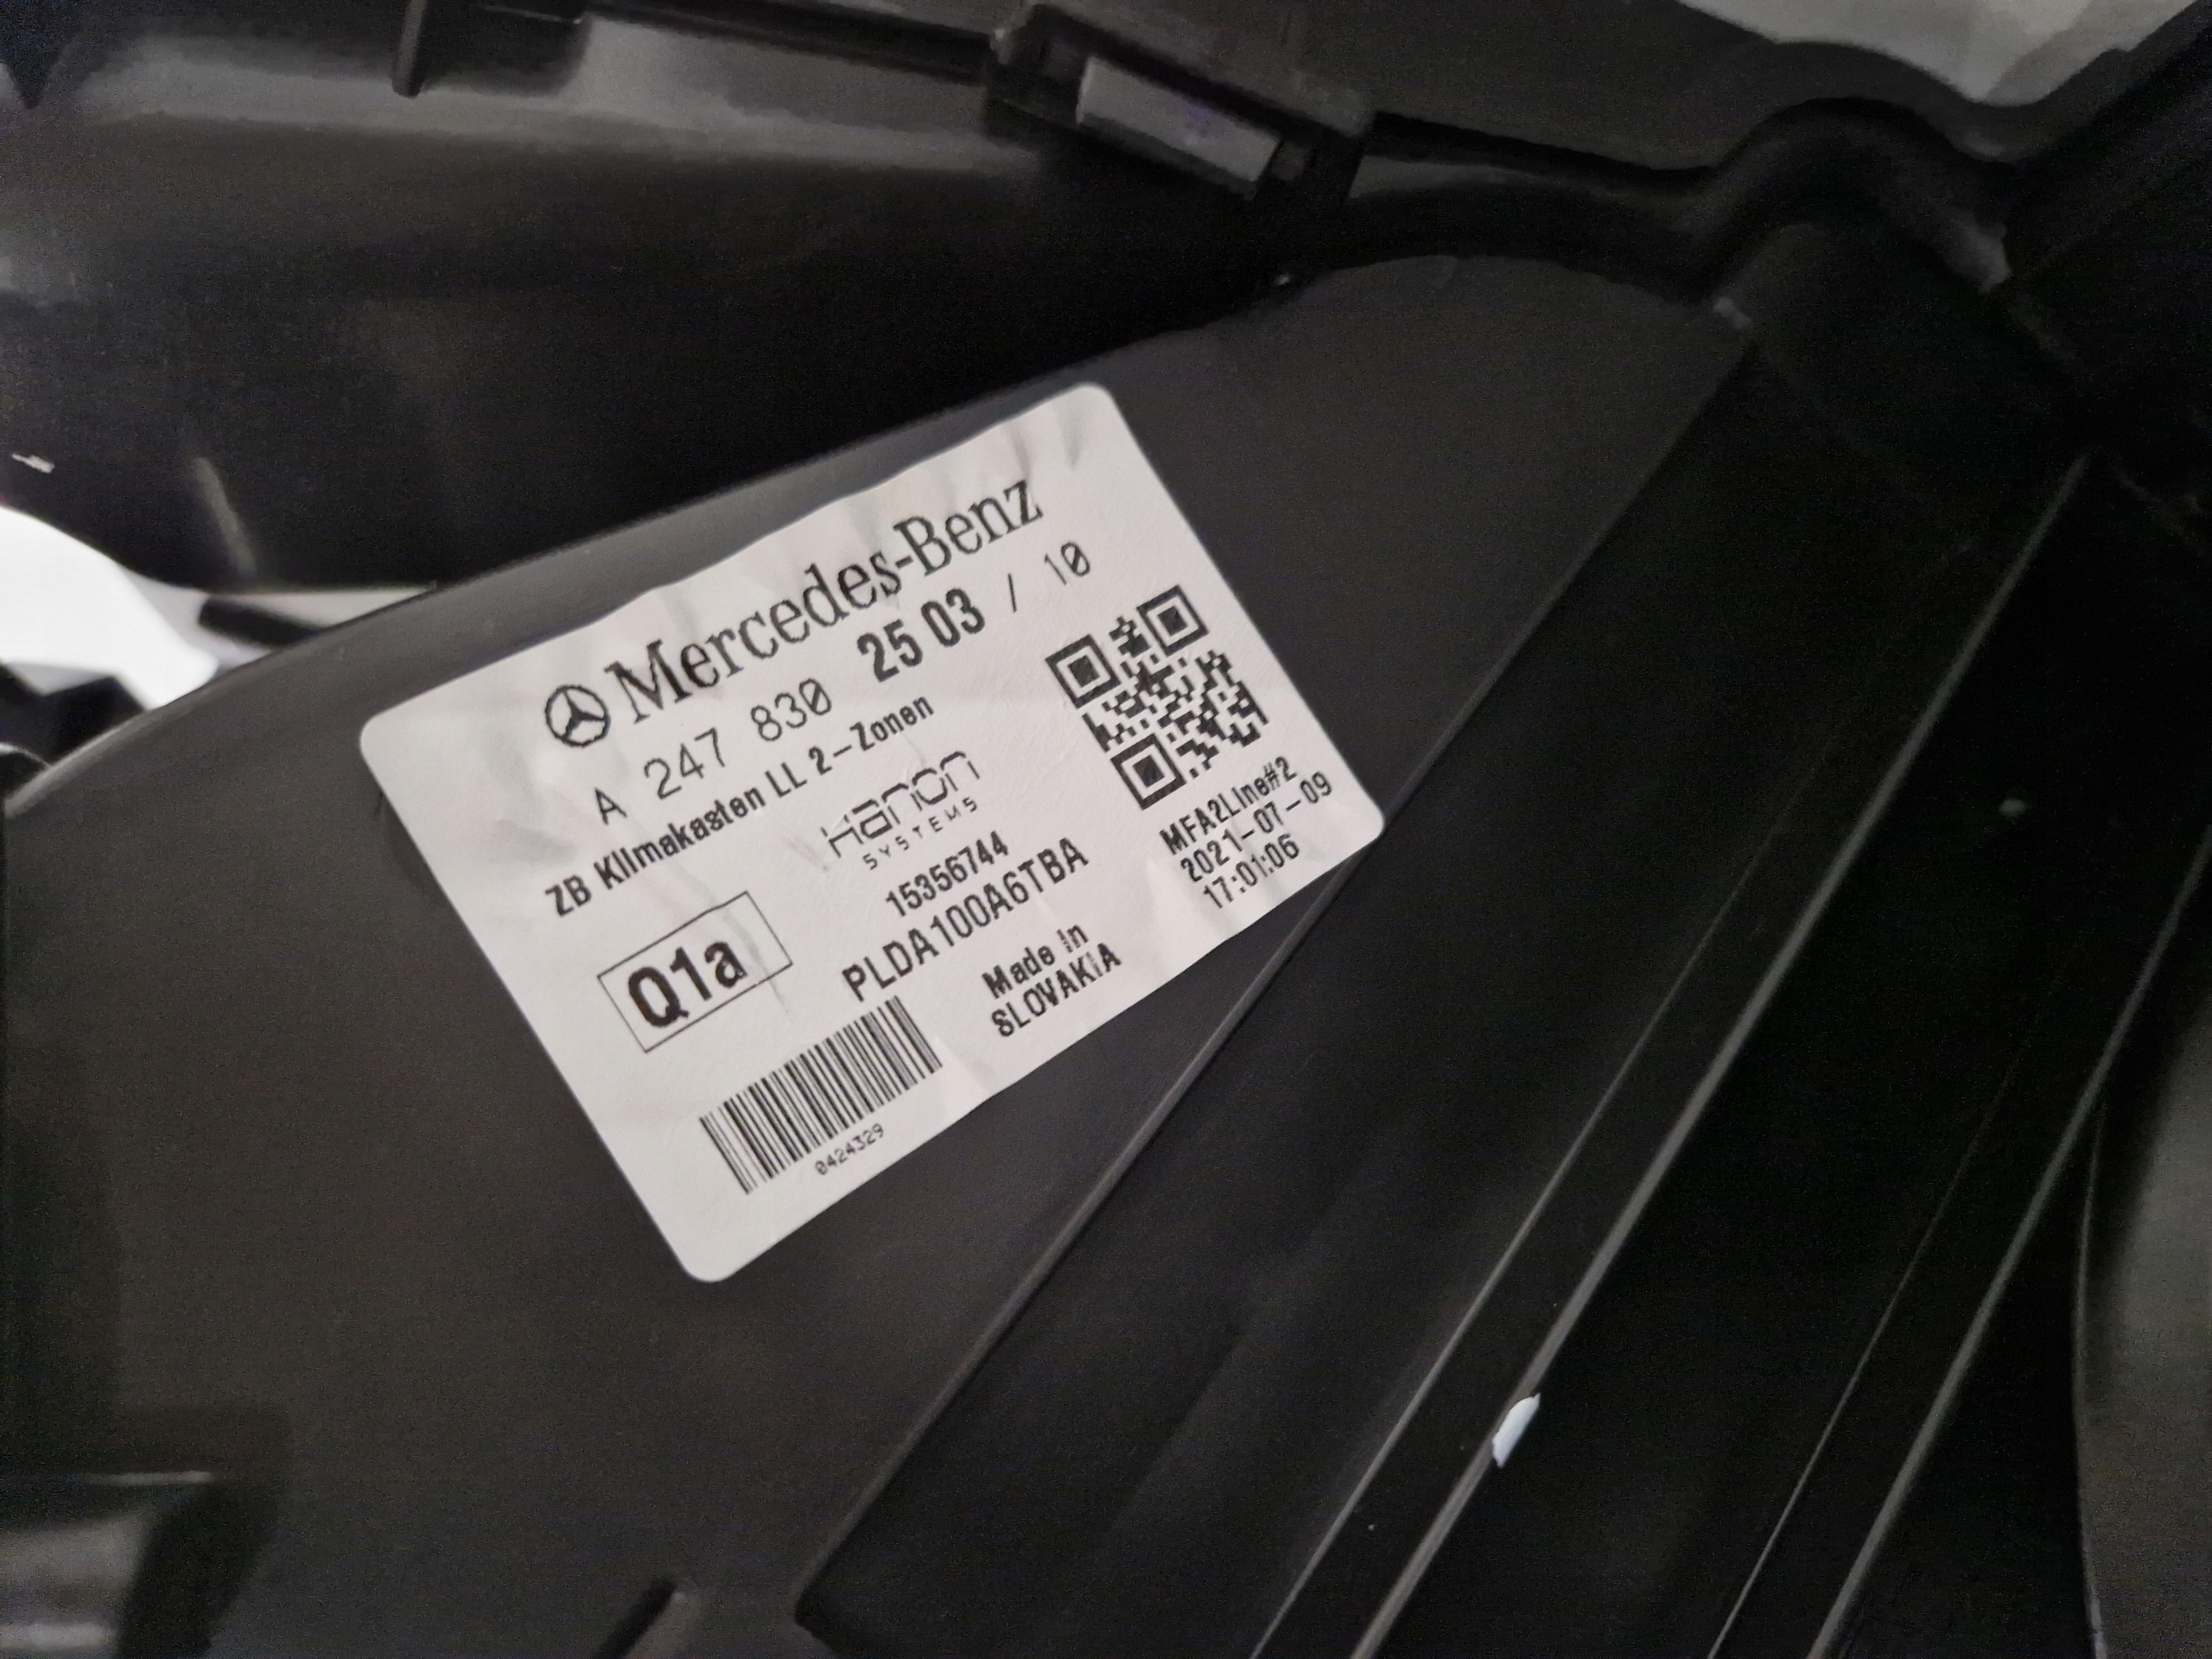 Mercedes-Benz
A 247 830 25 03 / 10
ZB Klimakasten LL 2-Zonen
Hanon
SYSTEMS
15356744
PLDA100A6TBA
Q1a
Made In
SLOVAKIA
0424329
MFA2LIne#2
2021-07-09
17:01:06